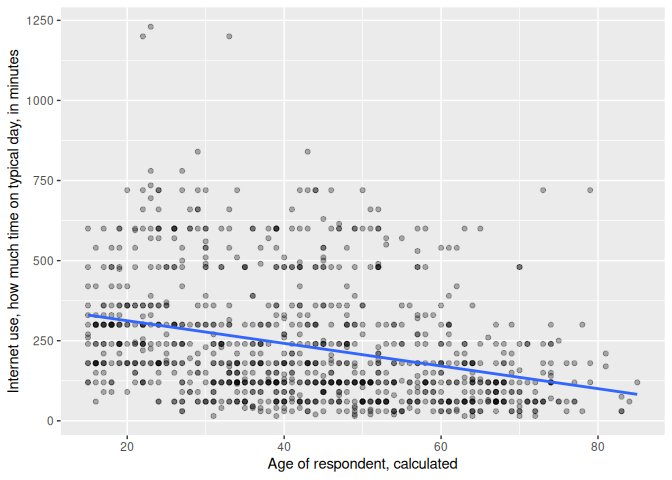 Internet use, how much time on typical day, in minutes
1250
1000
750
500
250
0
20 40 60 80
Age of respondent, calculated